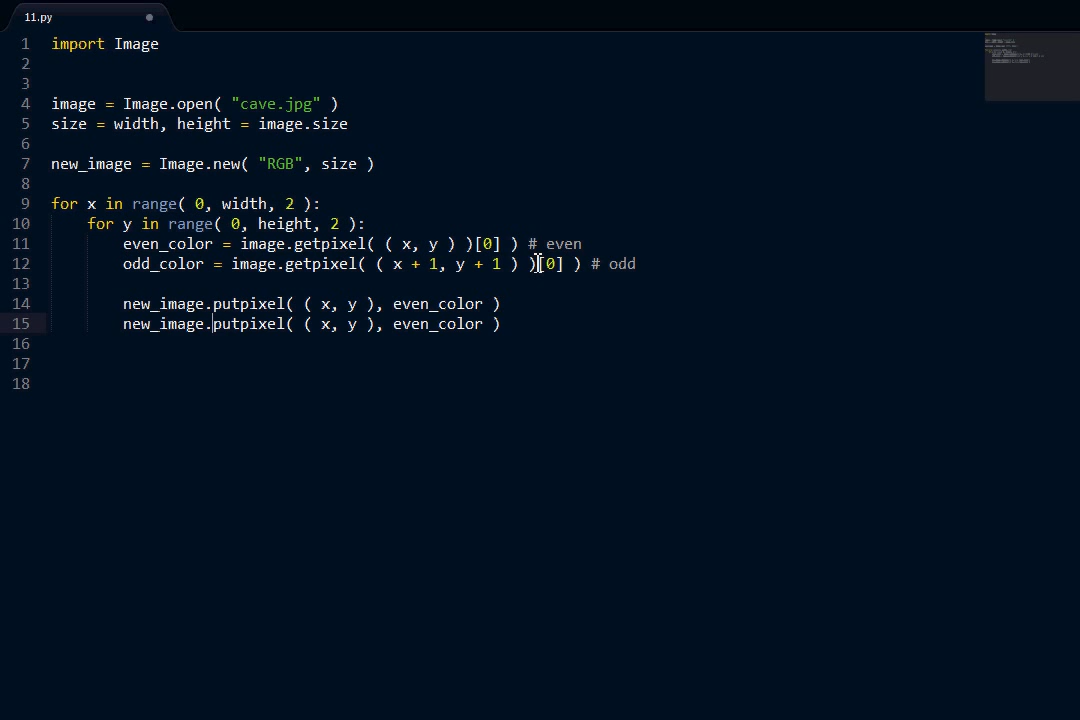 11.py
1 import Image
2
3
4 image = Image.open( "cave.jpg" )
5 size = width, height = image.size
6
7 new_image = Image.new( "RGB", size )
8
9 for x in range( 0, width, 2 ):
10 for y in range( 0, height, 2 ):
11 even_color = image.getpixel( ( x, y ) )[0] ) # even
12 odd_color = image.getpixel( ( x + 1, y + 1 ) )[0] ) # odd
13
14 new_image.putpixel( ( x, y ), even_color )
15 new_image.putpixel( ( x, y ), even_color )
16
17
18